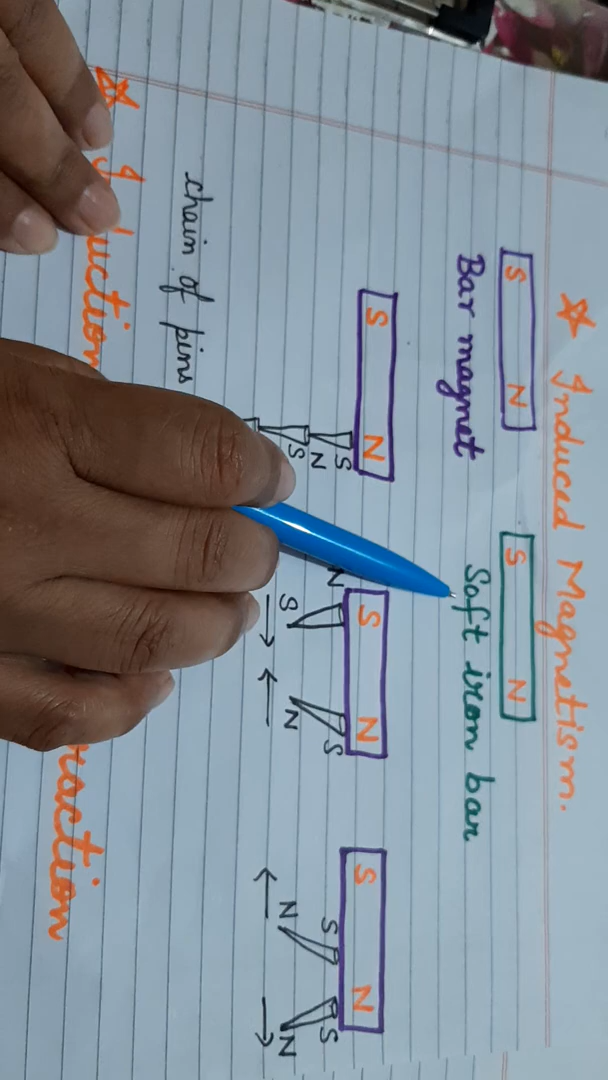 ☆ Induced Magnetism.
S N S N
Bar magnet Soft iron bar
S N S N S N
S N S N S S S
N S S N N N
chain of pins
☆